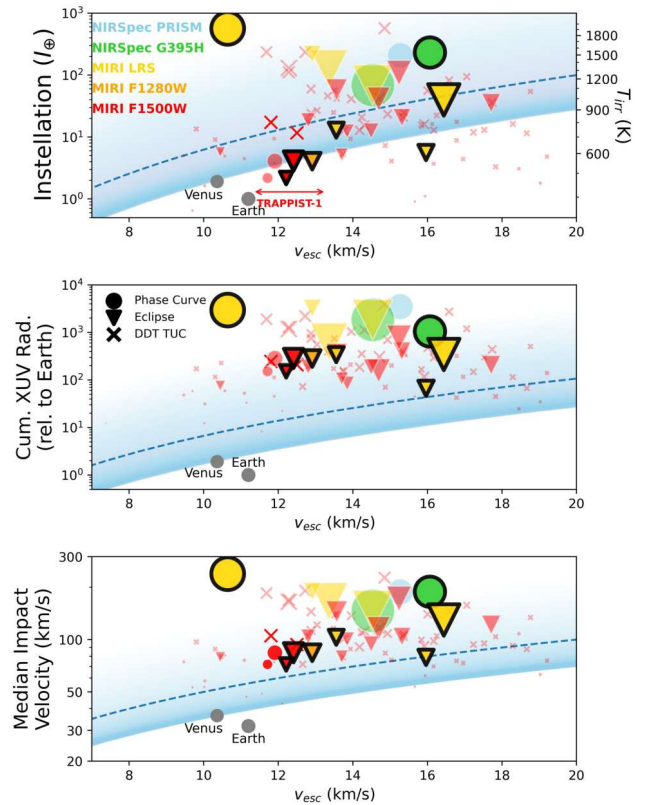 10³
10²
10¹
10⁰
Instellation (I⊕)
NIRSpec PRISM
NIRSpec G395H
MIRI LRS
MIRI F1280W
MIRI F1500W
Venus
Earth
TRAPPIST-1
1800
1500
1200
900
600
T_irr (K)
8 10 12 14 16 18 20
v_esc (km/s)
10⁴
10³
10²
10¹
10⁰
Cum. XUV Rad.
(rel. to Earth)
Phase Curve
Eclipse
DDT TUC
Venus
Earth
8 10 12 14 16 18 20
v_esc (km/s)
300
100
50
30
20
Median Impact
Velocity (km/s)
Venus
Earth
8 10 12 14 16 18 20
v_esc (km/s)